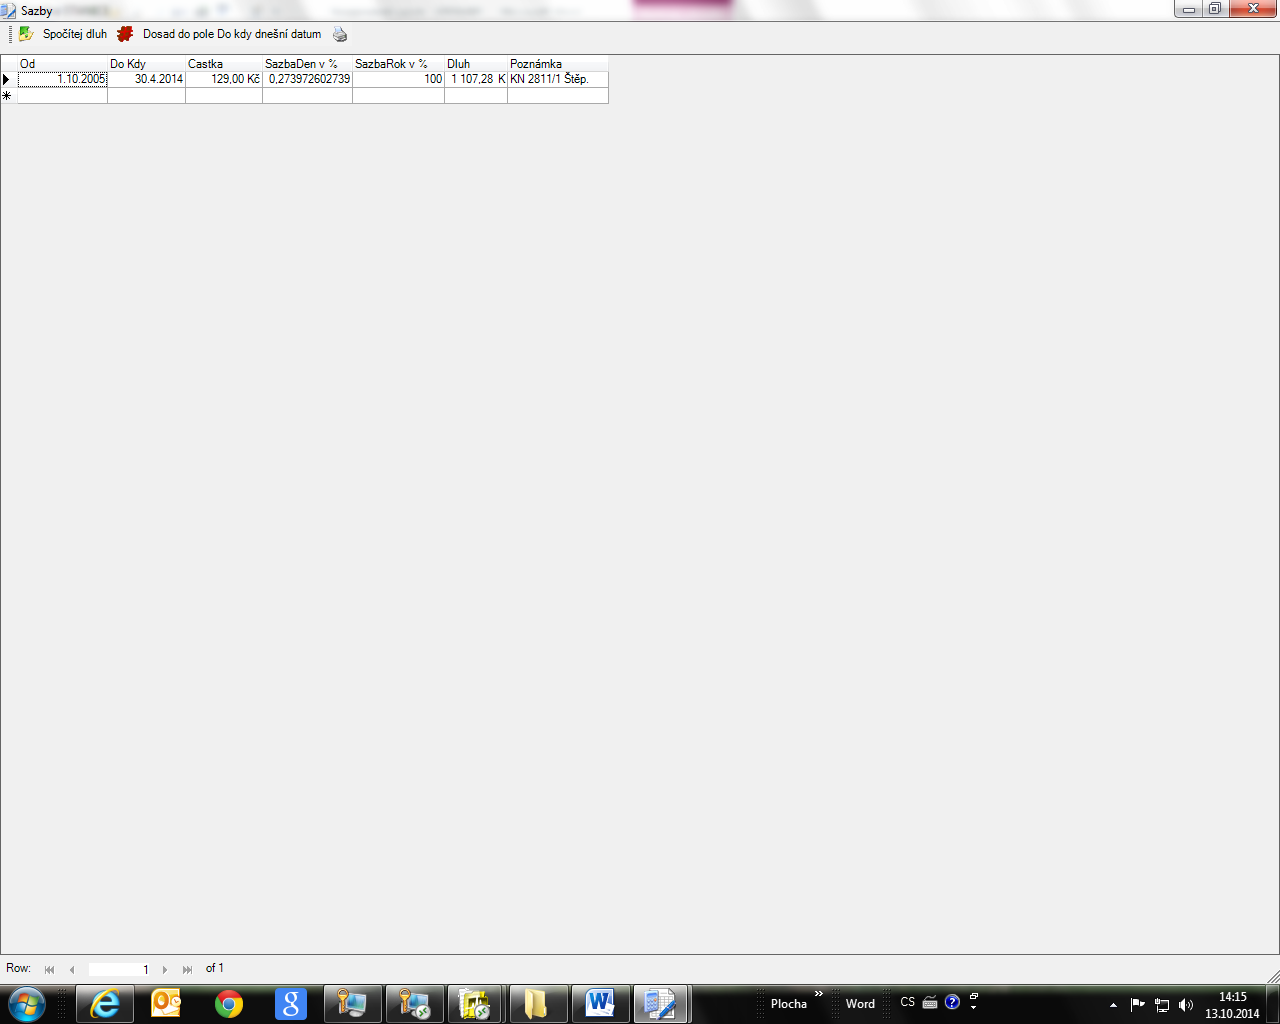 Sazby
Spočítej dluh Dosad do pole Do kdy dnešní datum
Od Do Kdy Castka SazbaDen v % SazbaRok v % Dluh Poznámka
1.10.2005 30.4.2014 129,00 Kč 0,273972602739 100 1 107,28 K KN 2811/1 Štěp.
Row: 1 of 1
Plocha » Word CS 14:15
13.10.2014